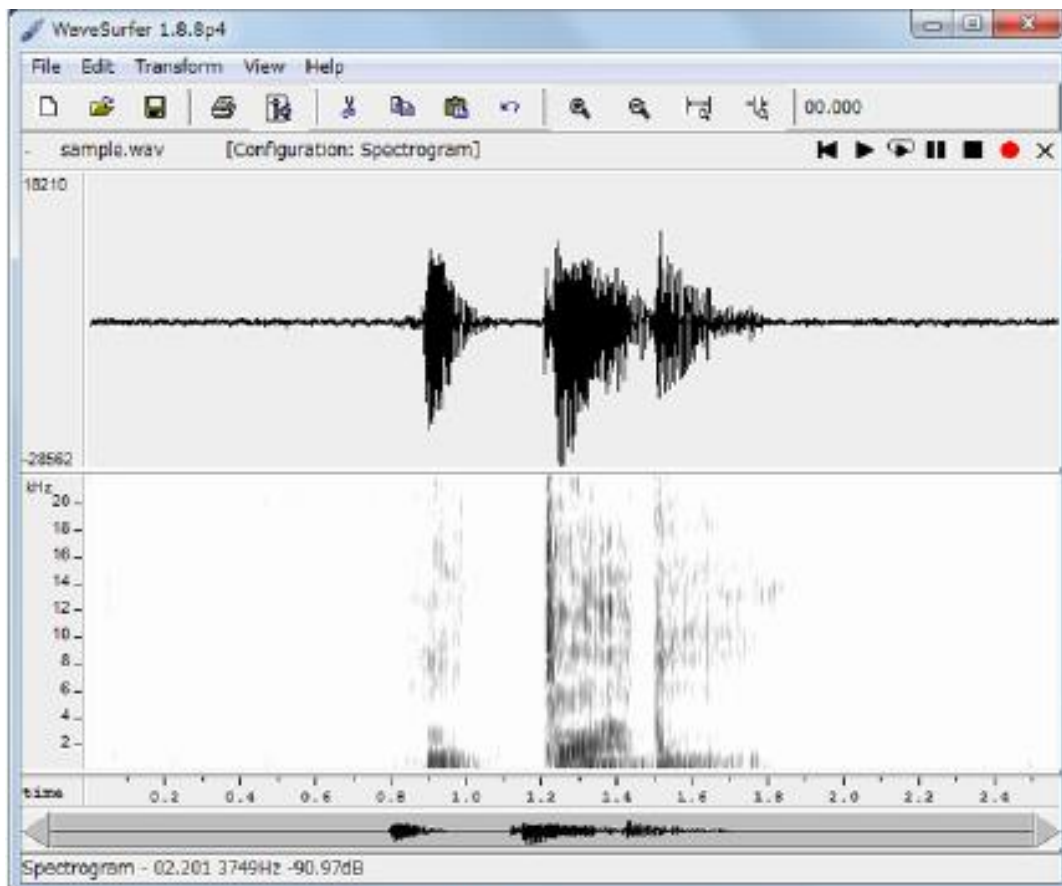 WaveSurfer 1.8.8p4
File Edit Transform View Help
00.000
sample.wav [Configuration: Spectrogram]
18210
-28562
kHz
20
18
16
14
12
10
8
6
4
2
time 0.2 0.4 0.6 0.8 1.0 1.2 1.4 1.6 1.8 2.0 2.2 2.4
Spectrogram - 02.201 3749Hz -90.97dB